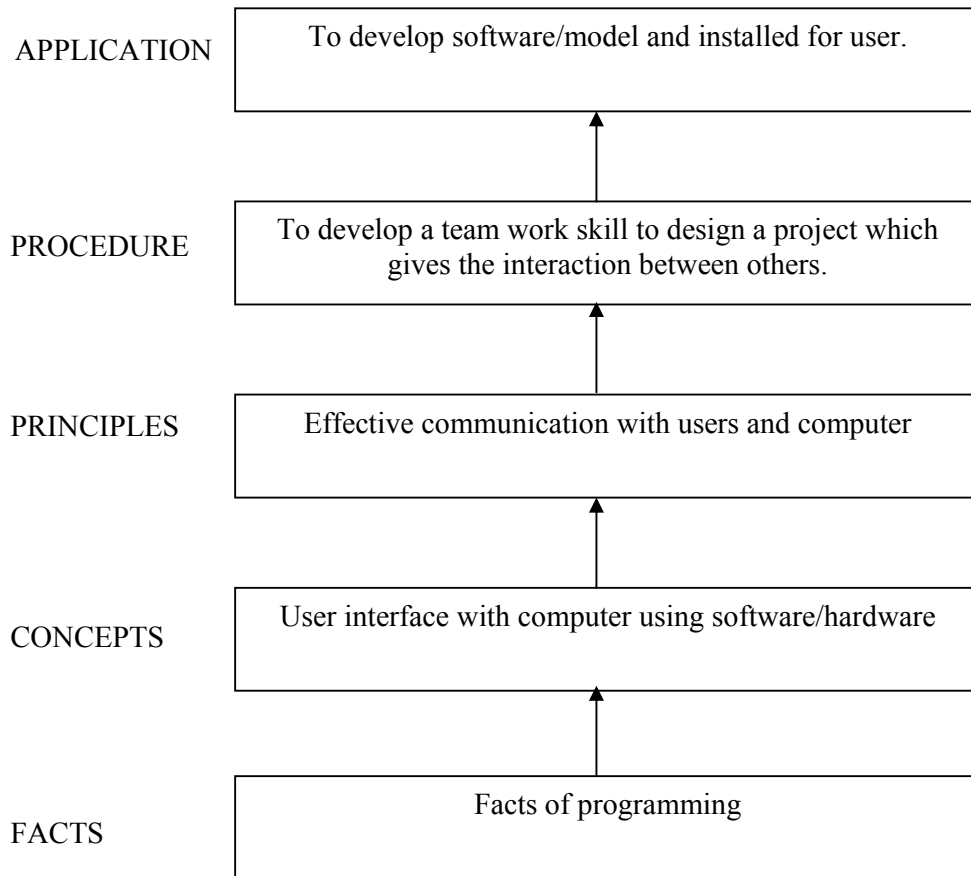 APPLICATION
To develop software/model and installed for user.
PROCEDURE
To develop a team work skill to design a project which
gives the interaction between others.
PRINCIPLES
Effective communication with users and computer
CONCEPTS
User interface with computer using software/hardware
FACTS
Facts of programming